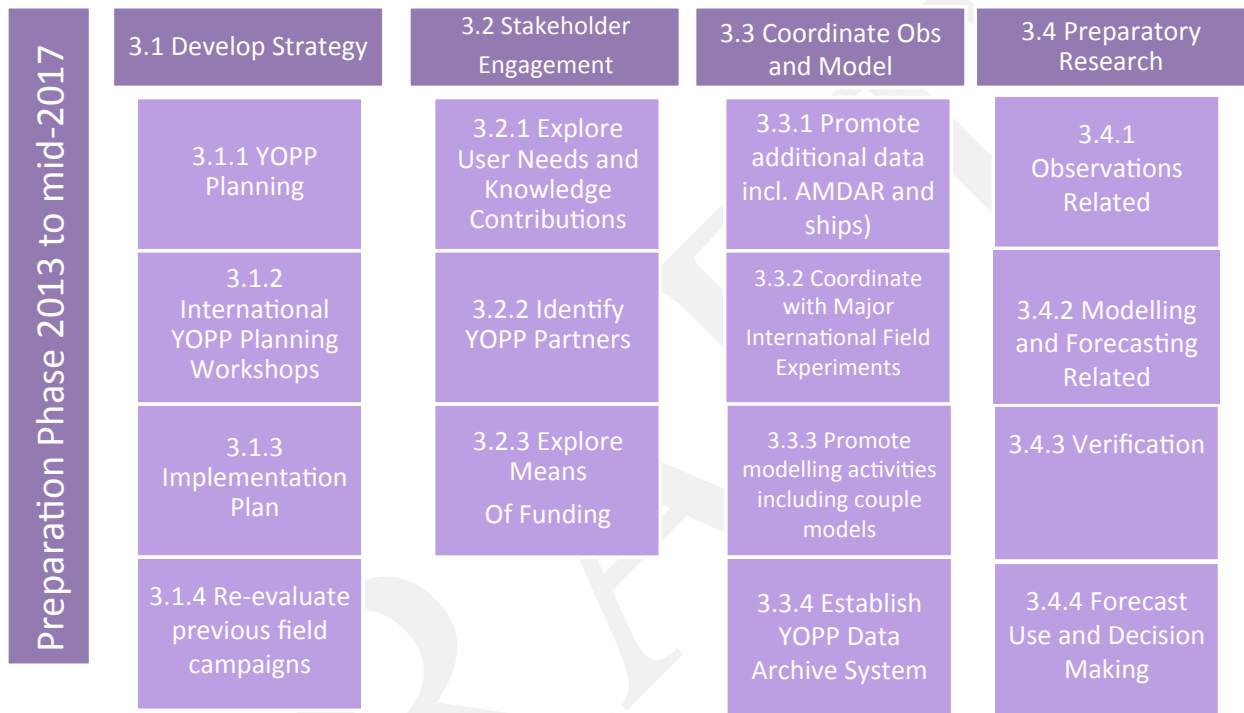 Preparation Phase 2013 to mid-2017
3.1 Develop Strategy
3.1.1 YOPP
Planning
3.1.2
International
YOPP Planning
Workshops
3.1.3
Implementation
Plan
3.1.4 Re-evaluate
previous field
campaigns
3.2 Stakeholder
Engagement
3.2.1 Explore
User Needs and
Knowledge
Contributions
3.2.2 Identify
YOPP Partners
3.2.3 Explore
Means
Of Funding
3.3 Coordinate Obs
and Model
3.3.1 Promote
additional data
incl. AMDAR and
ships)
3.3.2 Coordinate
with Major
International Field
Experiments
3.3.3 Promote
modelling activities
including couple
models
3.3.4 Establish
YOPP Data
Archive System
3.4 Preparatory
Research
3.4.1
Observations
Related
3.4.2 Modelling
and Forecasting
Related
3.4.3 Verification
3.4.4 Forecast
Use and Decision
Making